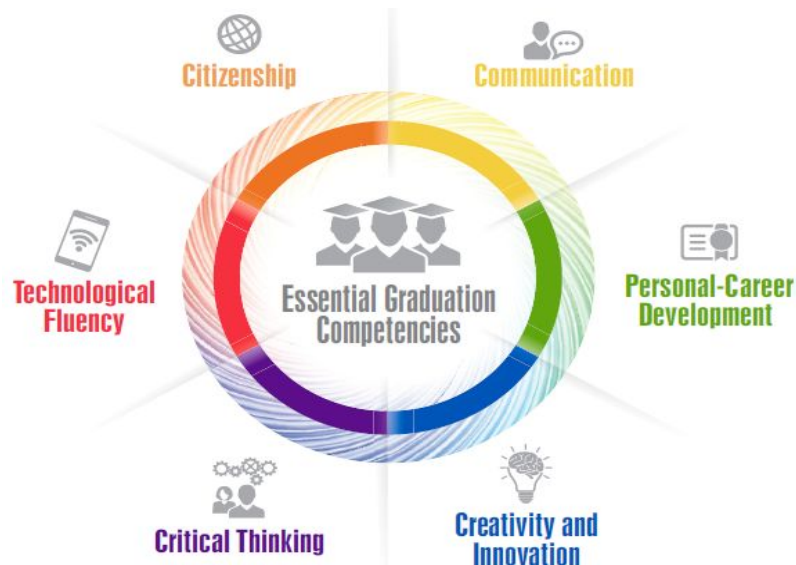 Citizenship
Communication
Technological
Fluency
Essential Graduation
Competencies
Personal-Career
Development
Critical Thinking
Creativity and
Innovation